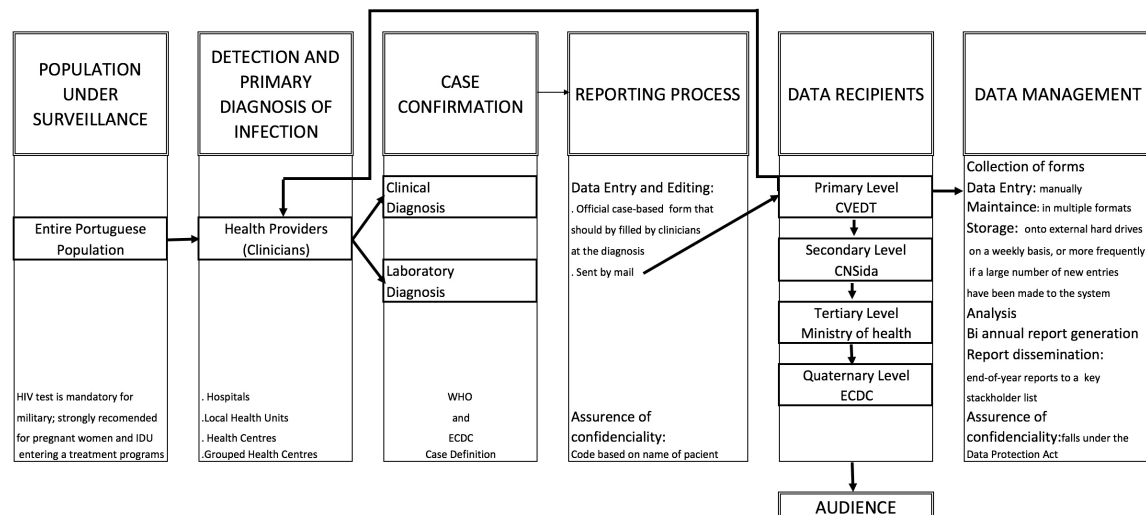 POPULATION
UNDER
SURVEILLANCE
Entire Portuguese
Population
HIV test is mandatory for
military; strongly recomended
for pregnant women and IDU
entering a treatment programs
DETECTION AND
PRIMARY
DIAGNOSIS OF
INFECTION
Health Providers
(Clinicians)
. Hospitals
.Local Health Units
. Health Centres
.Grouped Health Centres
CASE
CONFIRMATION
Clinical
Diagnosis
Laboratory
Diagnosis
WHO
and
ECDC
Case Definition
REPORTING PROCESS
Data Entry and Editing:
. Official case-based form that
should by filled by clinicians
at the diagnosis
. Sent by mail
Assurence of
confidenciality:
Code based on name of pacient
DATA RECIPIENTS
Primary Level
CVEDT
Secondary Level
CNSida
Tertiary Level
Ministry of health
Quaternary Level
ECDC
AUDIENCE
DATA MANAGEMENT
Collection of forms
Data Entry: manually
Maintaince: in multiple formats
Storage: onto external hard drives
on a weekly basis, or more frequently
if a large number of new entries
have been made to the system
Analysis
Bi annual report generation
Report dissemination:
end-of-year reports to a key
stackholder list
Assurence of
confidenciality:falls under the
Data Protection Act